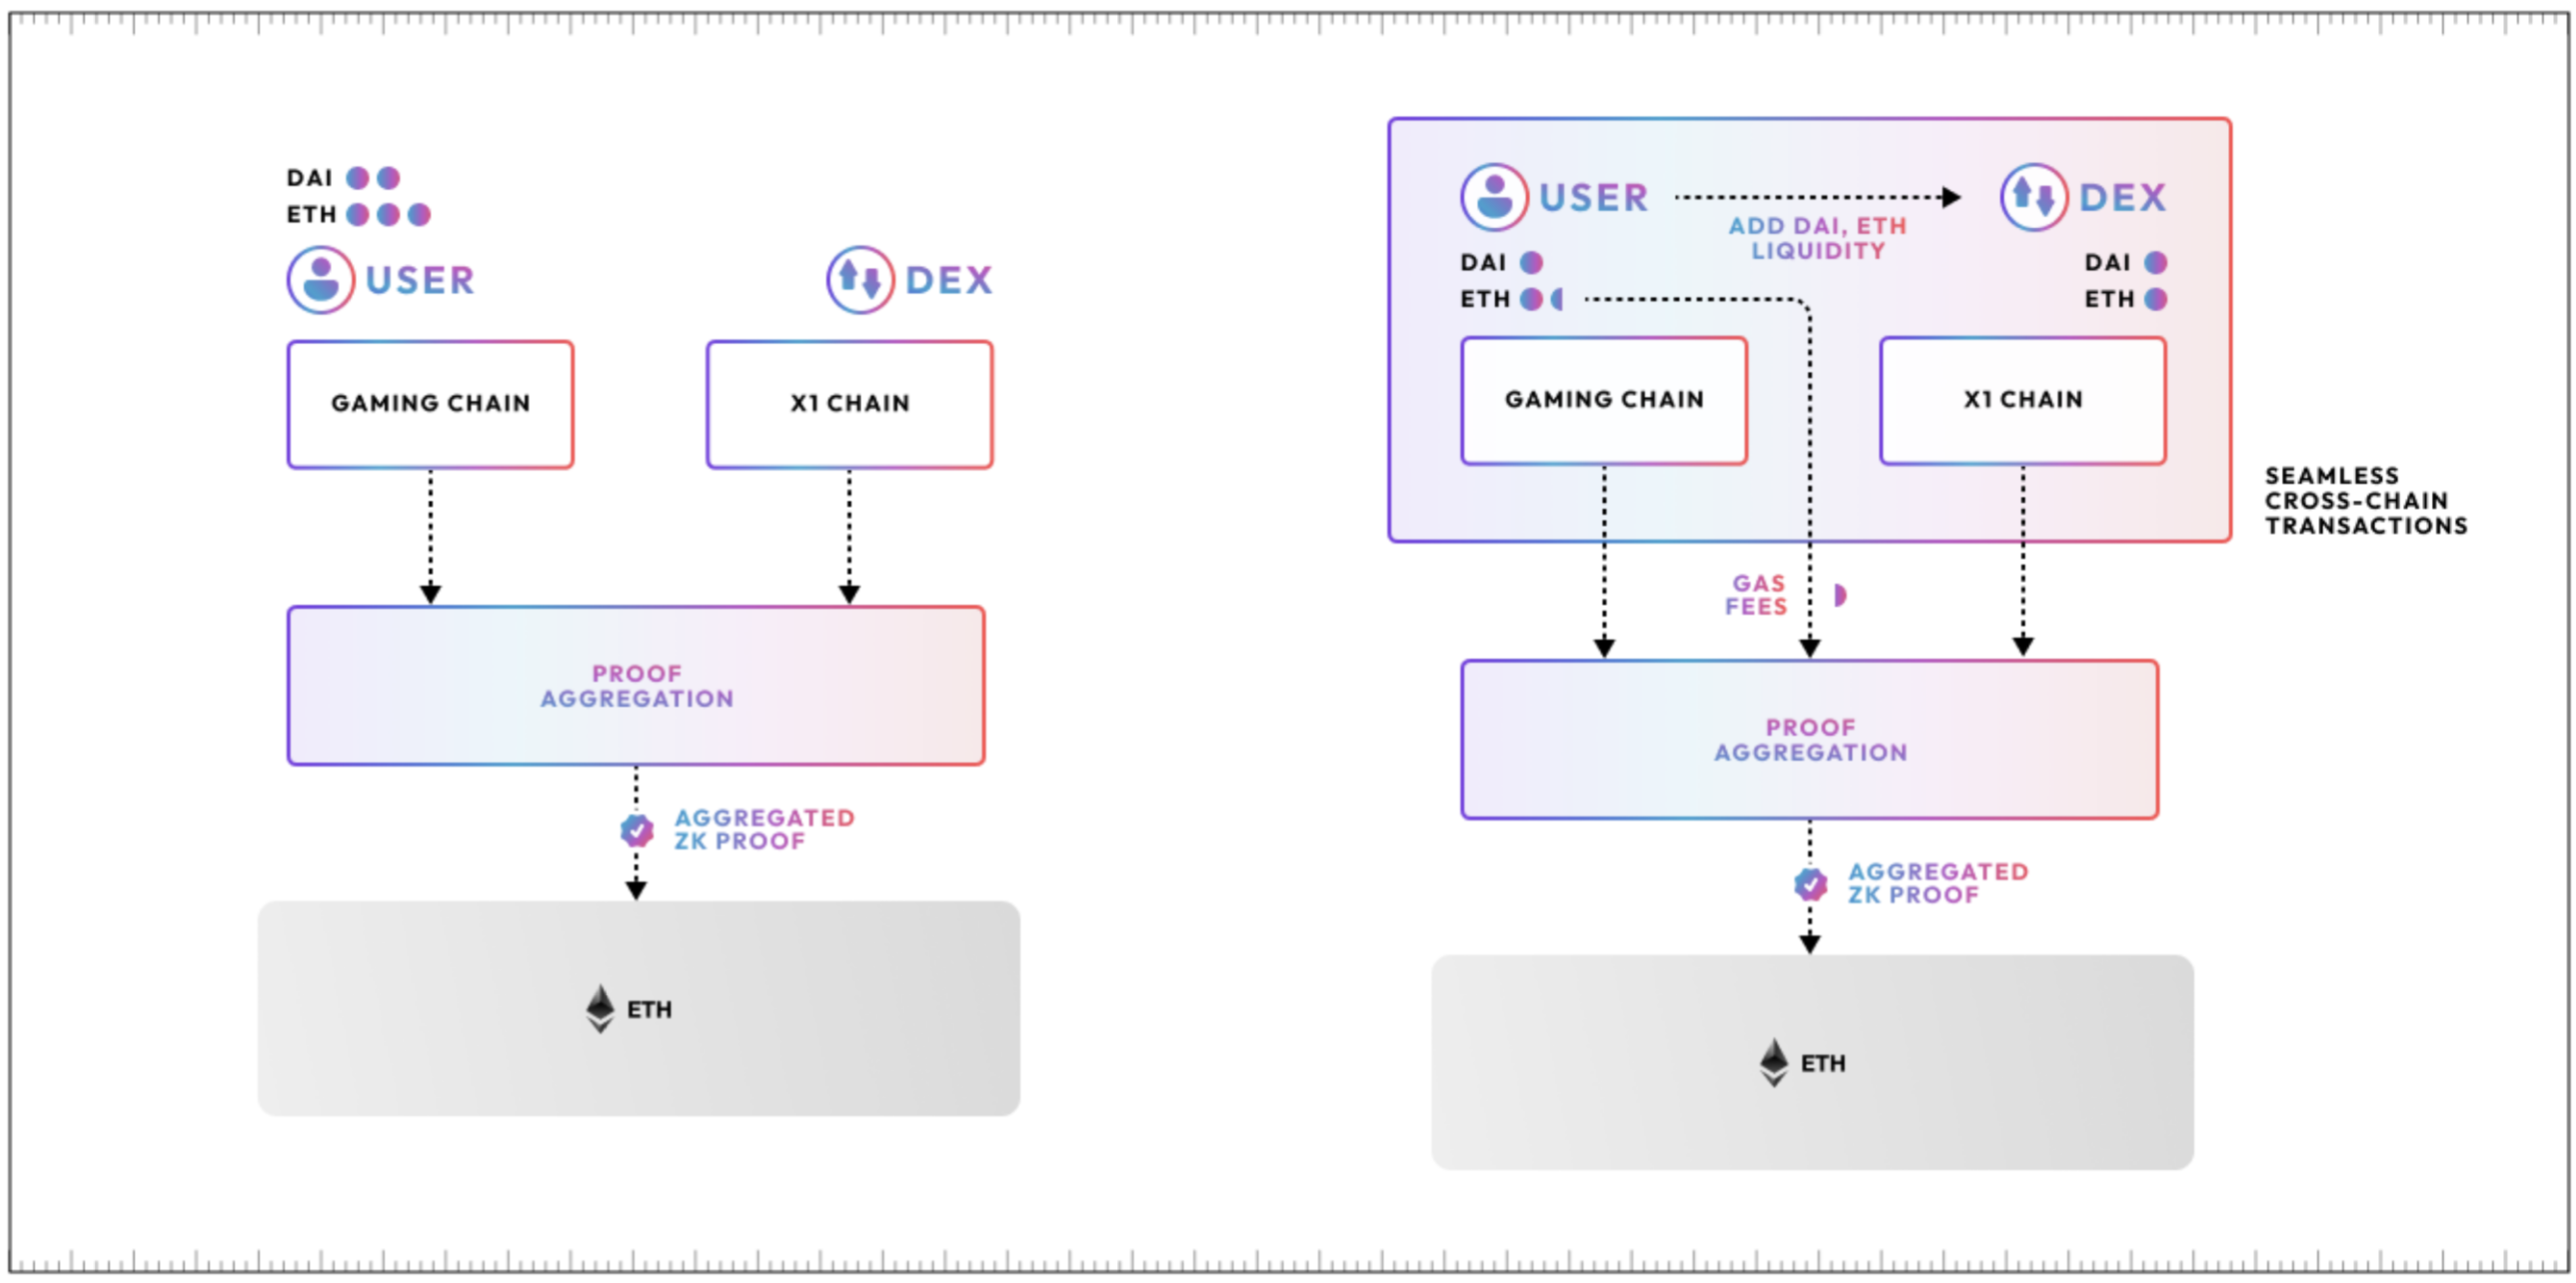 DAI
ETH
USER
DEX
GAMING CHAIN
X1 CHAIN
PROOF
AGGREGATION
AGGREGATED
ZK PROOF
ETH
USER
ADD DAI, ETH
LIQUIDITY
DEX
DAI
ETH
DAI
ETH
GAMING CHAIN
X1 CHAIN
SEAMLESS
CROSS-CHAIN
TRANSACTIONS
GAS
FEES
PROOF
AGGREGATION
AGGREGATED
ZK PROOF
ETH